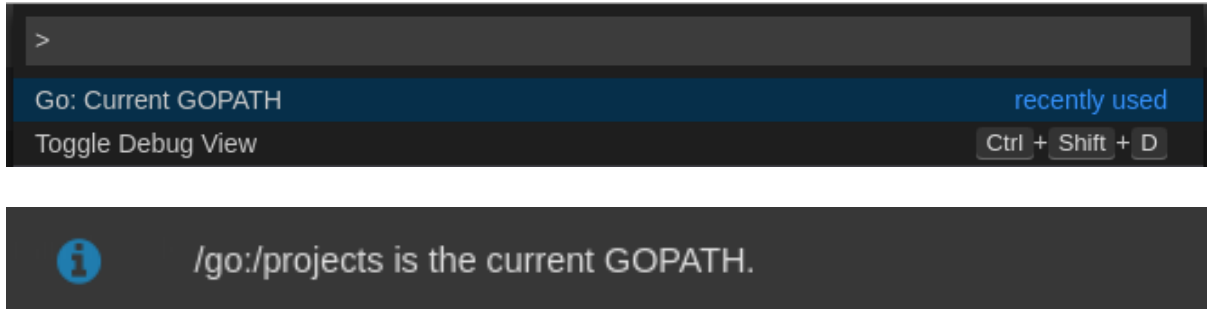 >
Go: Current GOPATH recently used
Toggle Debug View Ctrl + Shift + D
/go:/projects is the current GOPATH.